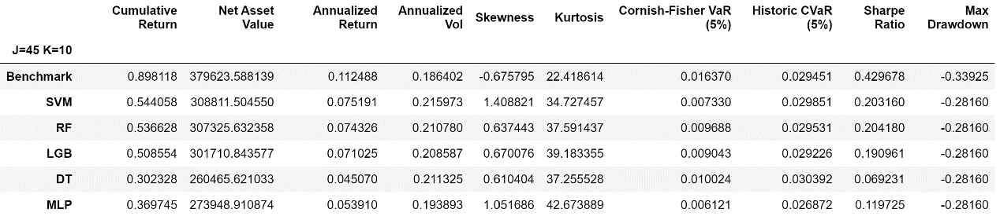 Cumulative Return Net Asset Value Annualized Return Annualized Vol Skewness Kurtosis Cornish-Fisher VaR (5%) Historic CVaR (5%) Sharpe Ratio Max Drawdown
J=45 K=10
Benchmark 0.898118 379623.588139 0.112488 0.186402 -0.675795 22.418614 0.016370 0.029451 0.429678 -0.33925
SVM 0.544058 308811.504550 0.075191 0.215973 1.408821 34.727457 0.007330 0.029851 0.203160 -0.28160
RF 0.536628 307325.632358 0.074326 0.210780 0.637443 37.591437 0.009688 0.029531 0.204180 -0.28160
LGB 0.508554 301710.843577 0.071025 0.208587 0.670076 39.183355 0.009043 0.029226 0.190961 -0.28160
DT 0.302328 260465.621033 0.045070 0.211325 0.610404 37.255528 0.010024 0.030392 0.069231 -0.28160
MLP 0.369745 273948.910874 0.053910 0.193893 1.051686 42.673889 0.006121 0.026872 0.119725 -0.28160